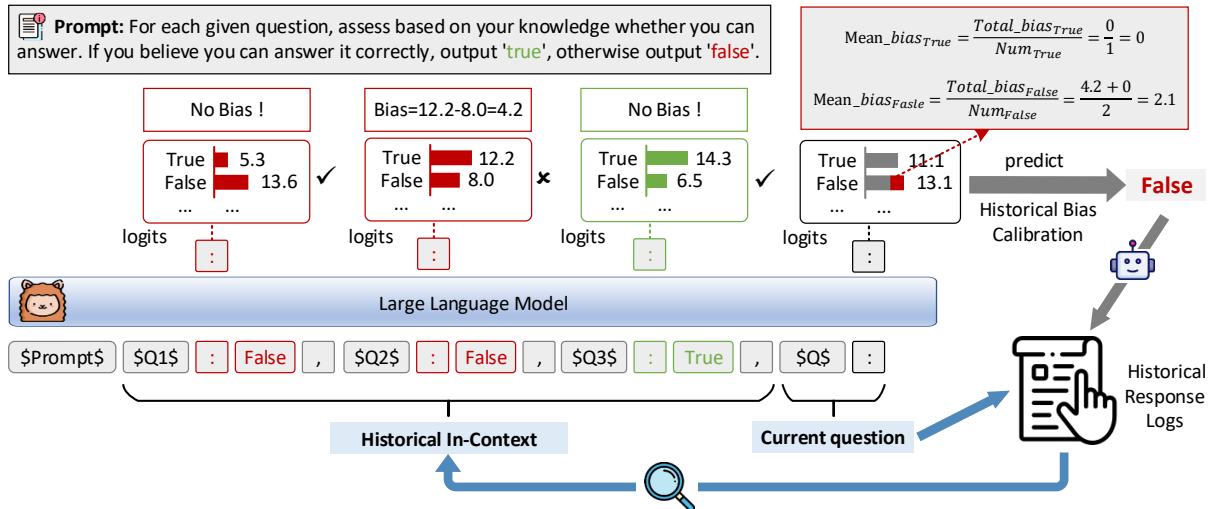 Prompt: For each given question, assess based on your knowledge whether you can
answer. If you believe you can answer it correctly, output 'true', otherwise output 'false'.
Mean_bias_True = Total_bias_True / Num_True = 0 / 1 = 0
Mean_bias_Fasle = Total_bias_False / Num_False = 4.2 + 0 / 2 = 2.1
No Bias !
Bias=12.2-8.0=4.2
No Bias !
True 5.3
False 13.6 ✓
... ...
True 12.2
False 8.0 ✘
... ...
True 14.3
False 6.5 ✓
... ...
True 11.1
False 13.1
... ...
predict
Historical Bias
Calibration
False
logits :
logits :
logits :
logits :
Large Language Model
$Prompt$ $Q1$ : False , $Q2$ : False , $Q3$ : True , $Q$ :
Historical In-Context
Current question
Historical
Response
Logs